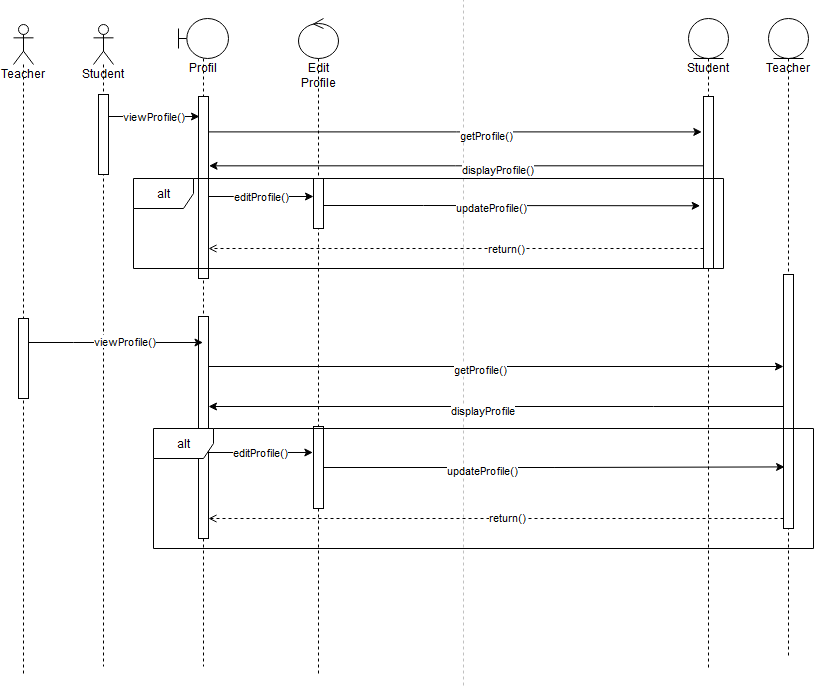 Teacher
Student
Profil
Edit
Profile
Student
Teacher
viewProfile()
getProfile()
displayProfile()
alt
editProfile()
updateProfile()
return()
viewProfile()
getProfile()
displayProfile
alt
editProfile()
updateProfile()
return()